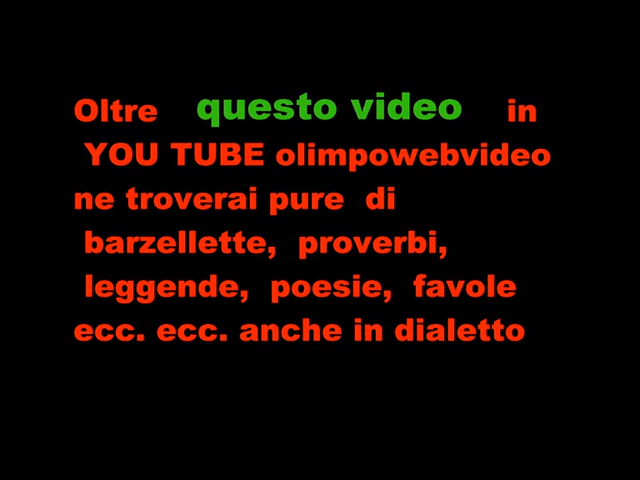 Oltre questo video in
YOU TUBE olimpowebvideo
ne troverai pure di
barzellette, proverbi,
leggende, poesie, favole
ecc. ecc. anche in dialetto